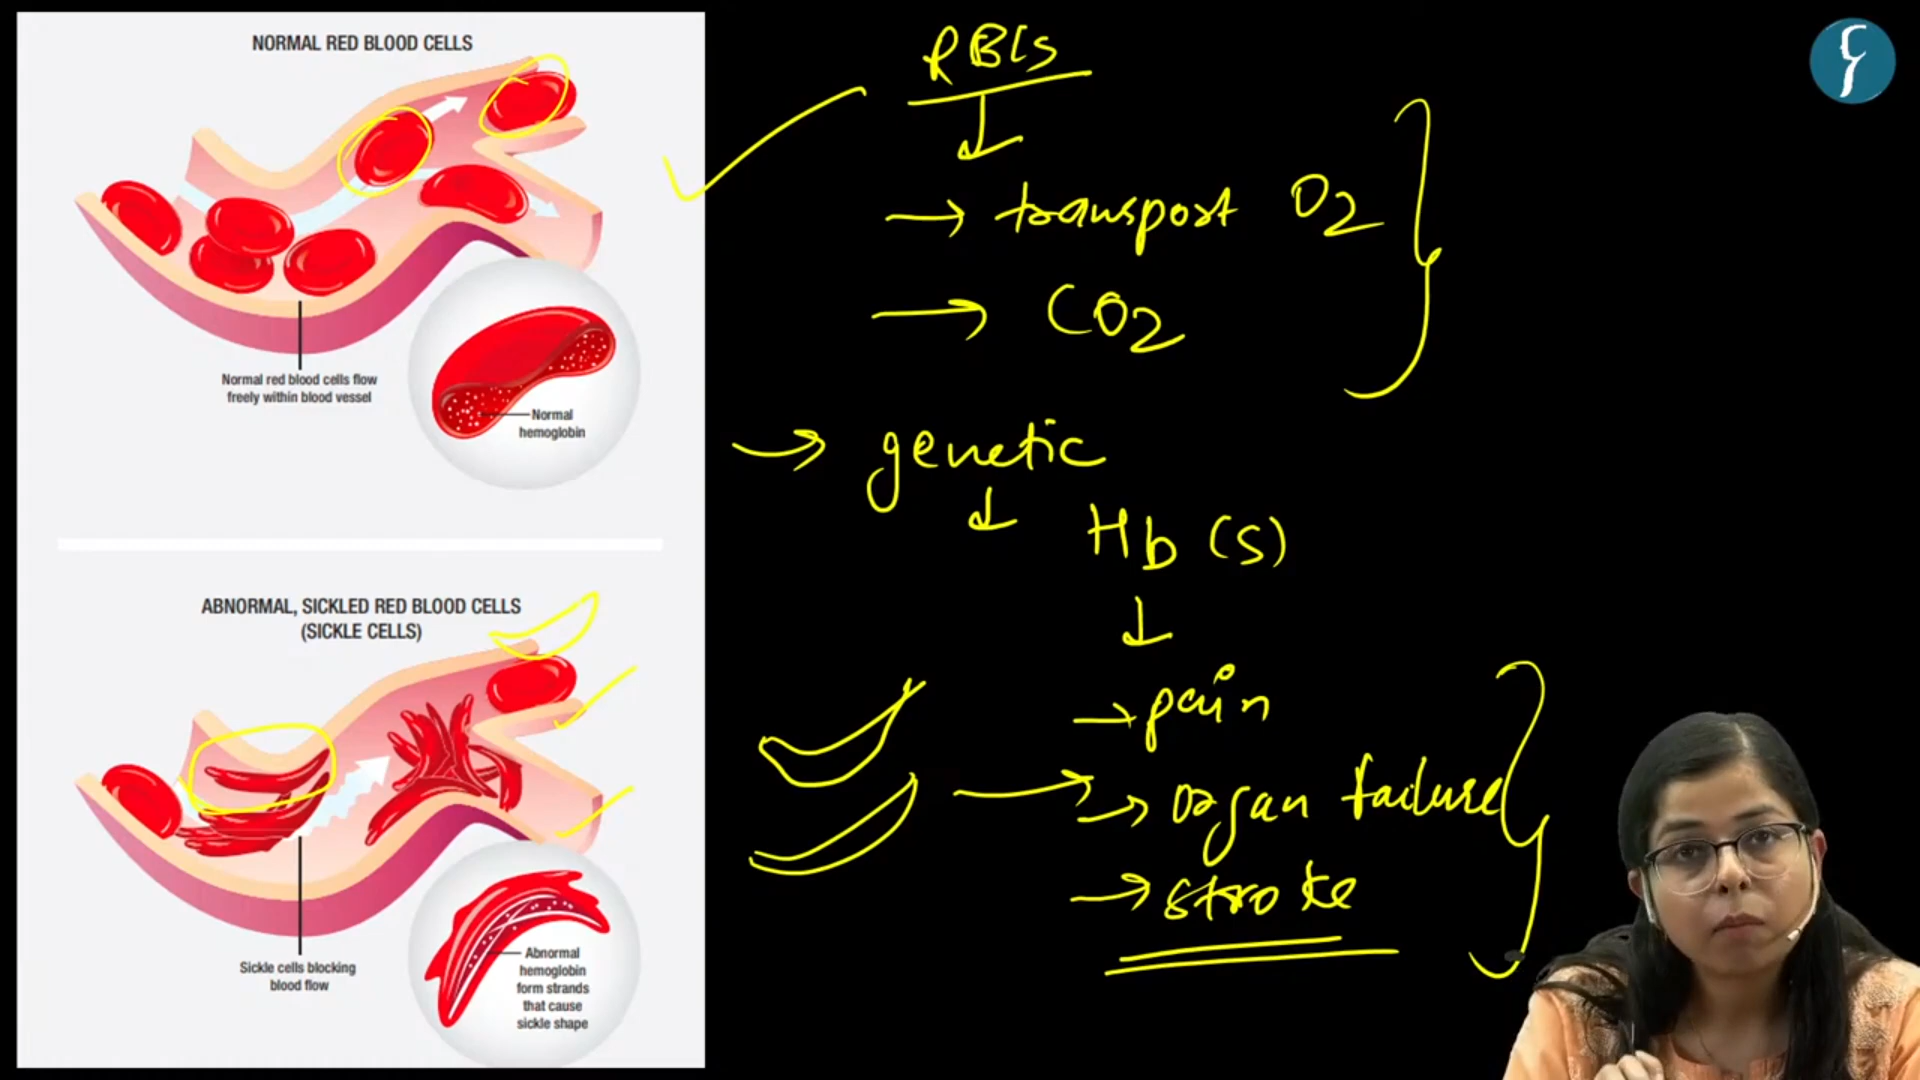 NORMAL RED BLOOD CELLS
Normal red blood cells flow
freely within blood vessel
Normal
hemoglobin
ABNORMAL, SICKLED RED BLOOD CELLS
(SICKLE CELLS)
Sickle cells blocking
blood flow
Abnormal
hemoglobin
form strands
that cause
sickle shape
RBCs
↓
→ transport O2
→ CO2
→ genetic
↓
Hb (s)
↓
→ pain
→ organ failure
→ stroke